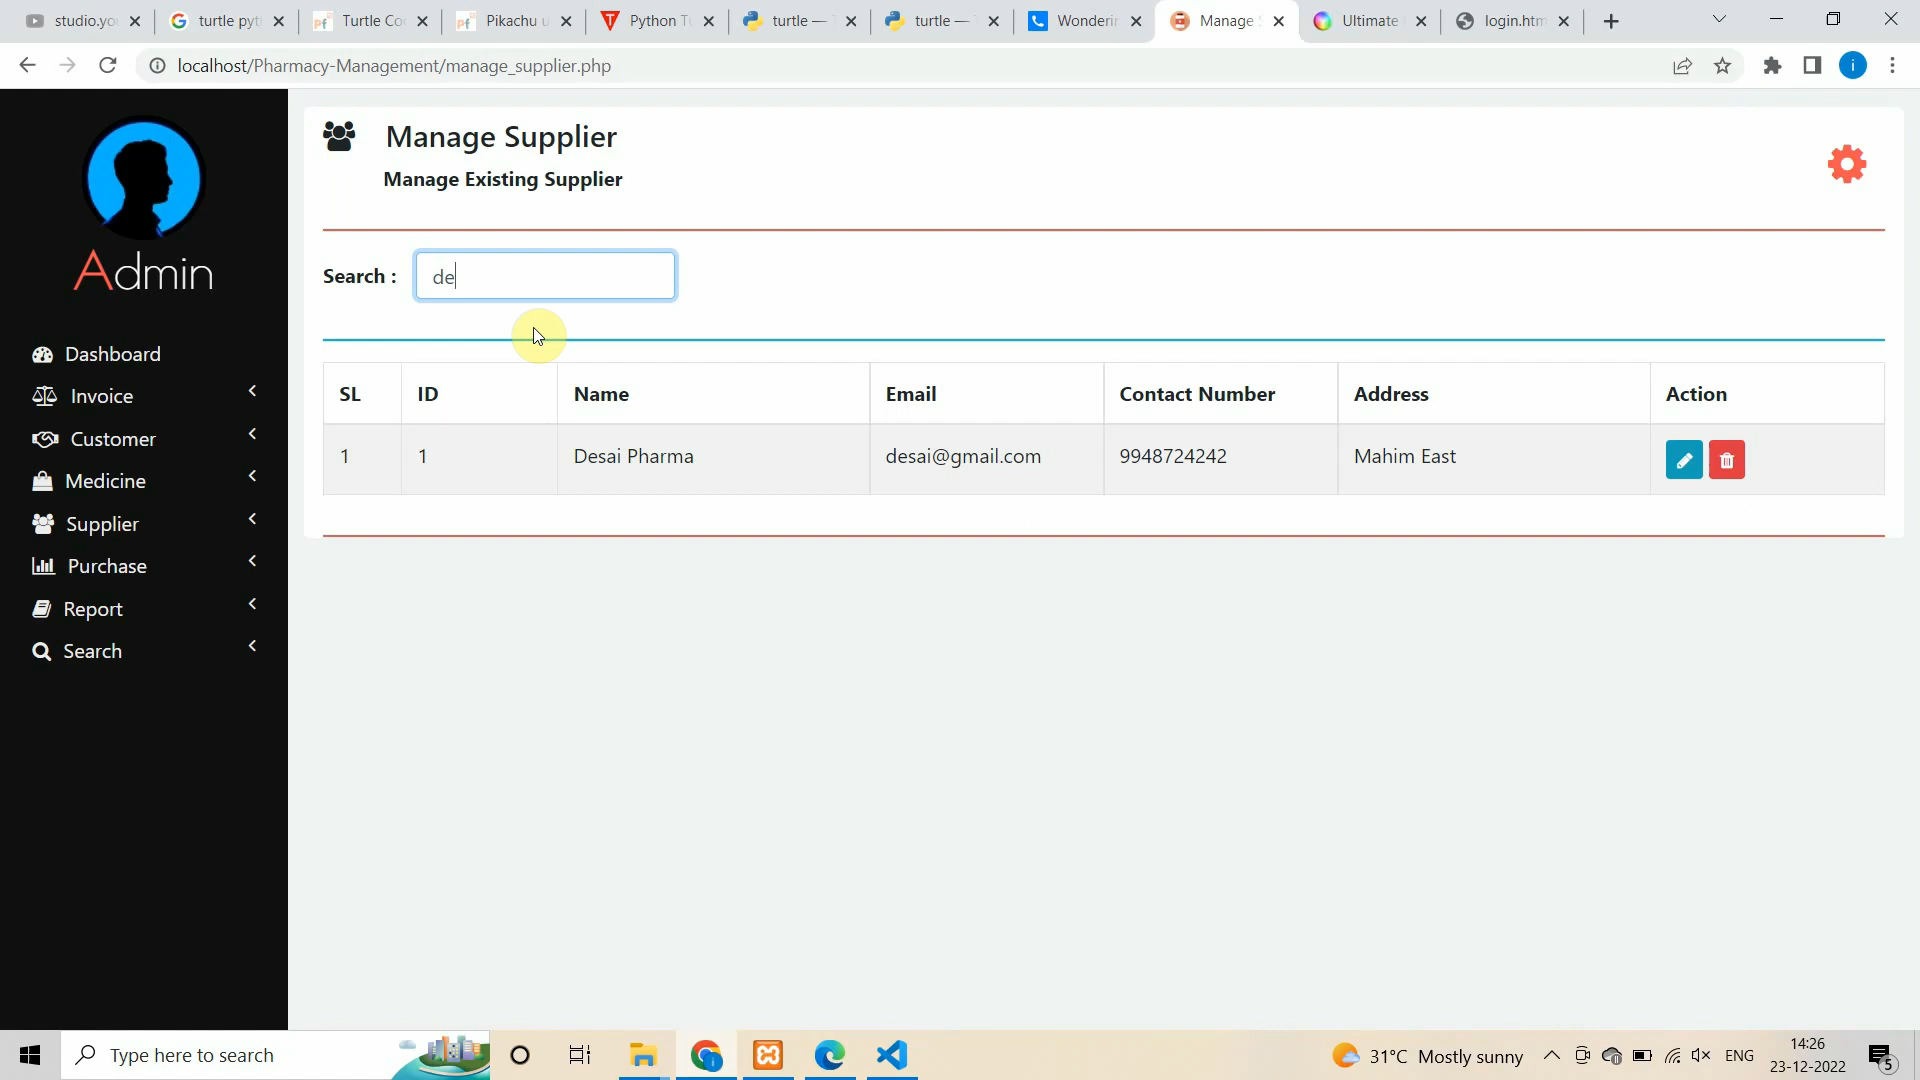 studio.yo
turtle pyt
Turtle Co
Pikachu u
Python T
turtle —
turtle —
Wonderin
Manage S
Ultimate
login.htm
localhost/Pharmacy-Management/manage_supplier.php
i
Admin
Dashboard
Invoice
Customer
Medicine
Supplier
Purchase
Report
Search
Manage Supplier
Manage Existing Supplier
Search :
de
SL ID Name Email Contact Number Address Action
1 1 Desai Pharma desai@gmail.com 9948724242 Mahim East
Type here to search
31°C Mostly sunny
ENG
14:26
23-12-2022
5